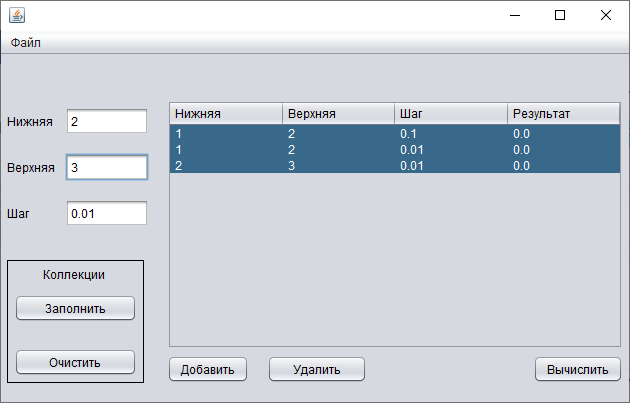 Файл
Нижняя 2
Верхняя 3
Шаг 0.01
Коллекции
Заполнить
Очистить
Нижняя Верхняя Шаг Результат
1 2 0.1 0.0
1 2 0.01 0.0
2 3 0.01 0.0
Добавить Удалить Вычислить